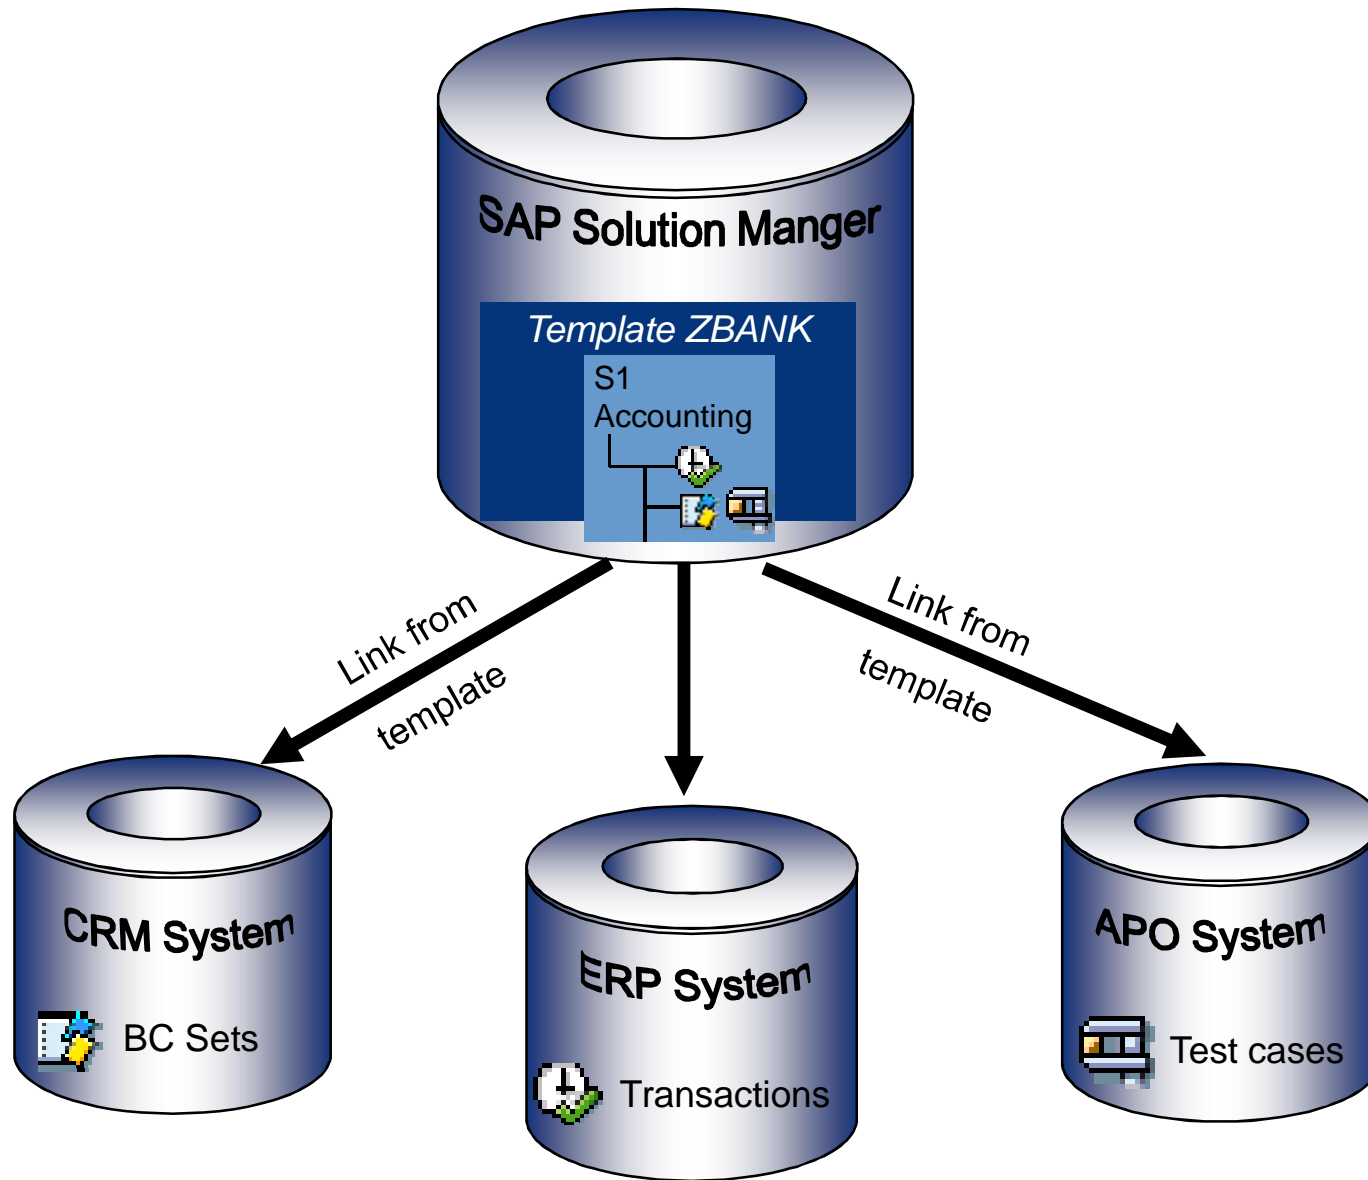 SAP Solution Manger
Template ZBANK
S1
Accounting
Link from
template
Link from
template
CRM System
BC Sets
ERP System
Transactions
APO System
Test cases